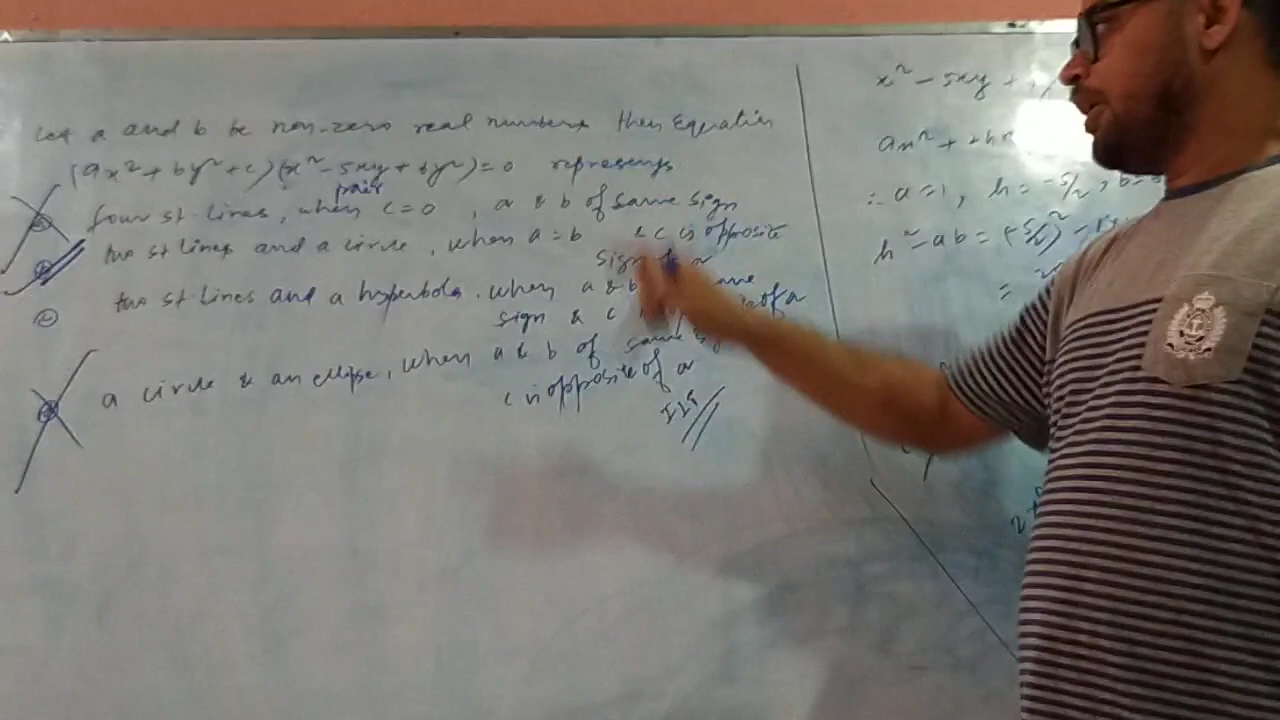 Let a and b be non-zero real numbers then Equation
(ax² + by² + c)(x² - 5xy + 6y²) = 0 represents
pair
four st. lines, when c = 0, a & b of same sign
two st lines and a circle, when a = b & c is opposite
sign
two st lines and a hyperbola. when a & b
sign & c of a
a circle & an ellipse, when a & b of same
c is opposite of a
IIT
x² - 5xy +
ax² +
∴ a = 1, h = -5/2, b =
h² - ab = (-5/2)² -
=